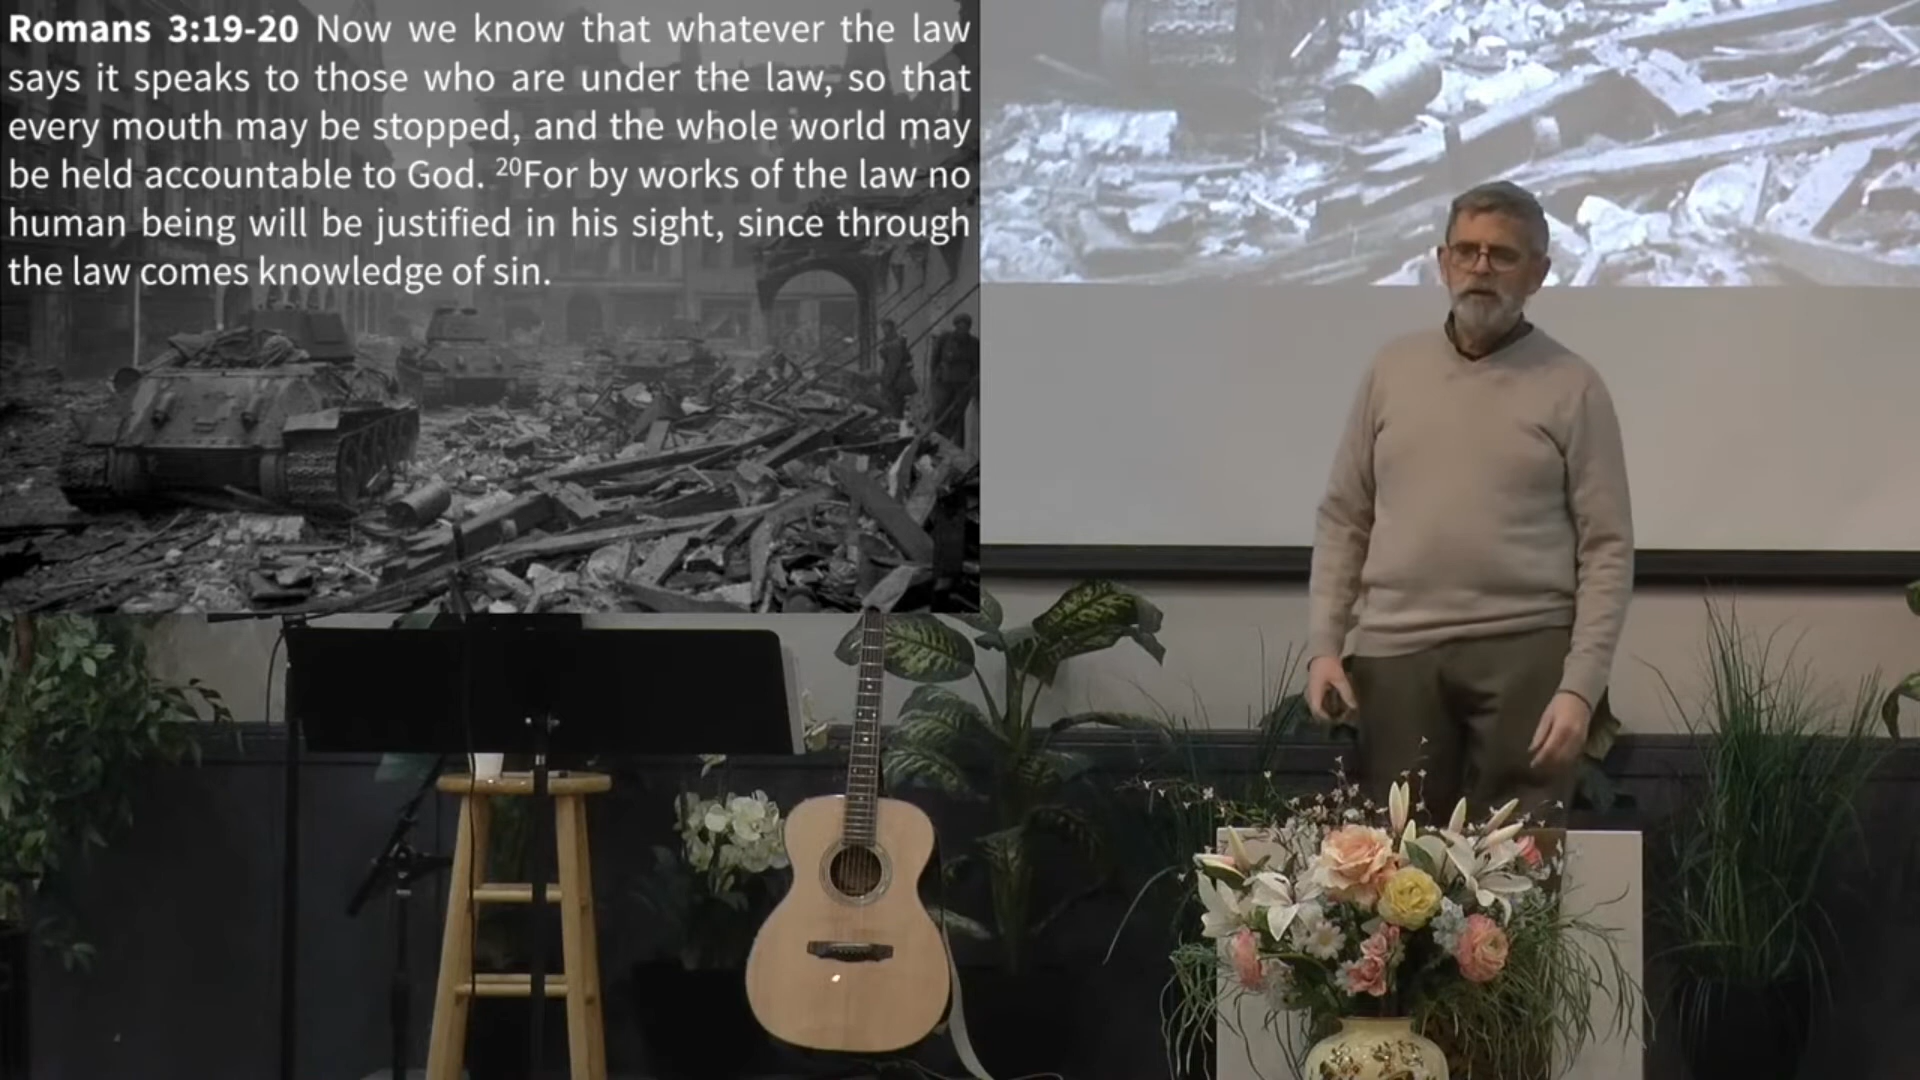 Romans 3:19-20 Now we know that whatever the law
says it speaks to those who are under the law, so that
every mouth may be stopped, and the whole world may
be held accountable to God. ²⁰For by works of the law no
human being will be justified in his sight, since through
the law comes knowledge of sin.